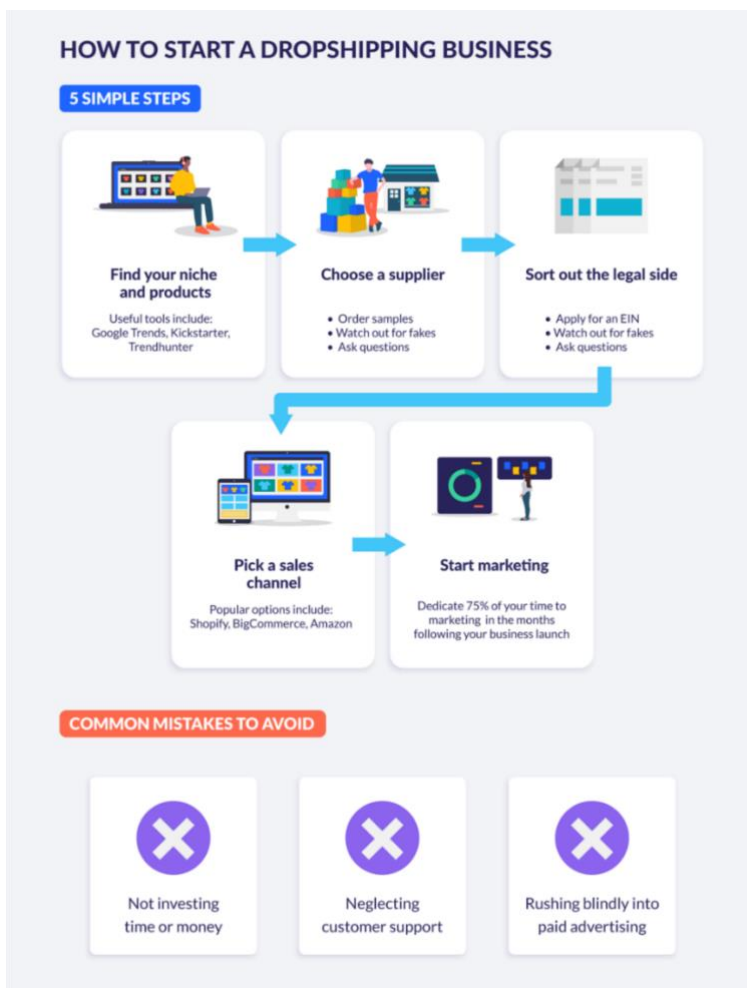 HOW TO START A DROPSHIPPING BUSINESS
5 SIMPLE STEPS
Find your niche
and products
Useful tools include:
Google Trends, Kickstarter,
Trendhunter
Choose a supplier
• Order samples
• Watch out for fakes
• Ask questions
Sort out the legal side
• Apply for an EIN
• Watch out for fakes
• Ask questions
Pick a sales
channel
Popular options include:
Shopify, BigCommerce, Amazon
Start marketing
Dedicate 75% of your time to
marketing in the months
following your business launch
COMMON MISTAKES TO AVOID
Not investing
time or money
Neglecting
customer support
Rushing blindly into
paid advertising